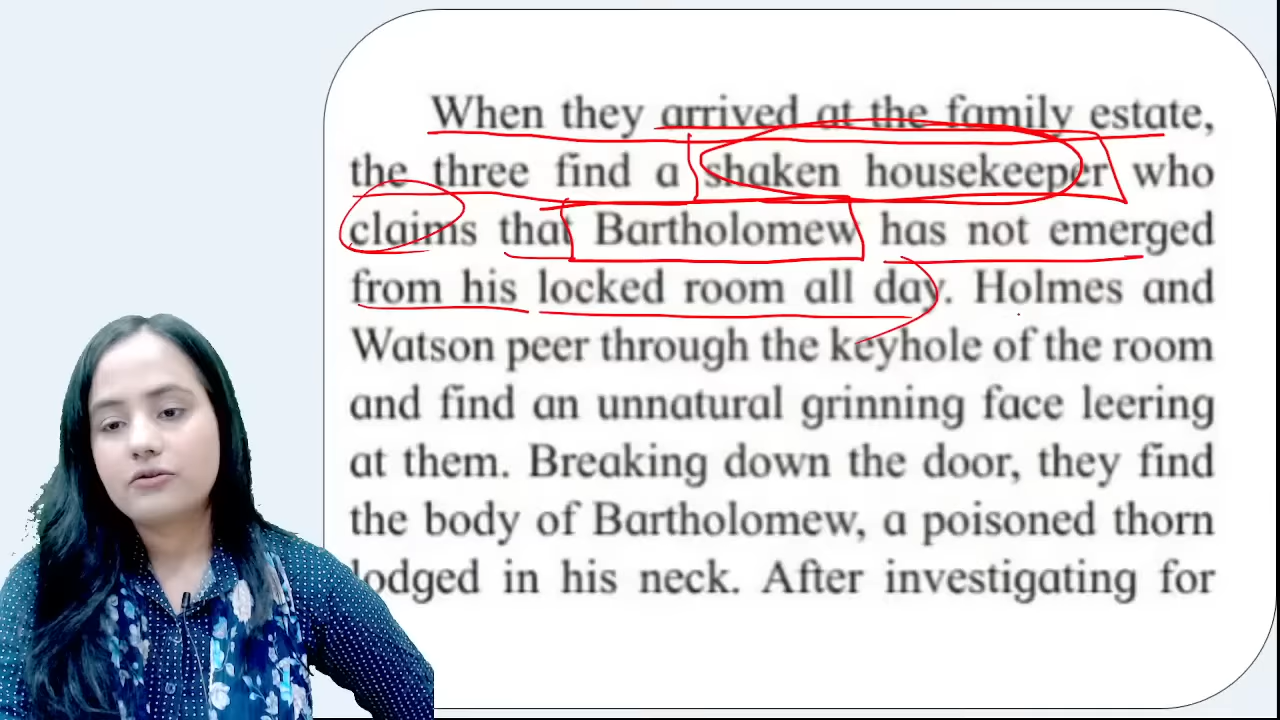 When they arrived at the family estate,
the three find a shaken housekeeper who
claims that Bartholomew has not emerged
from his locked room all day. Holmes and
Watson peer through the keyhole of the room
and find an unnatural grinning face leering
at them. Breaking down the door, they find
the body of Bartholomew, a poisoned thorn
lodged in his neck. After investigating for